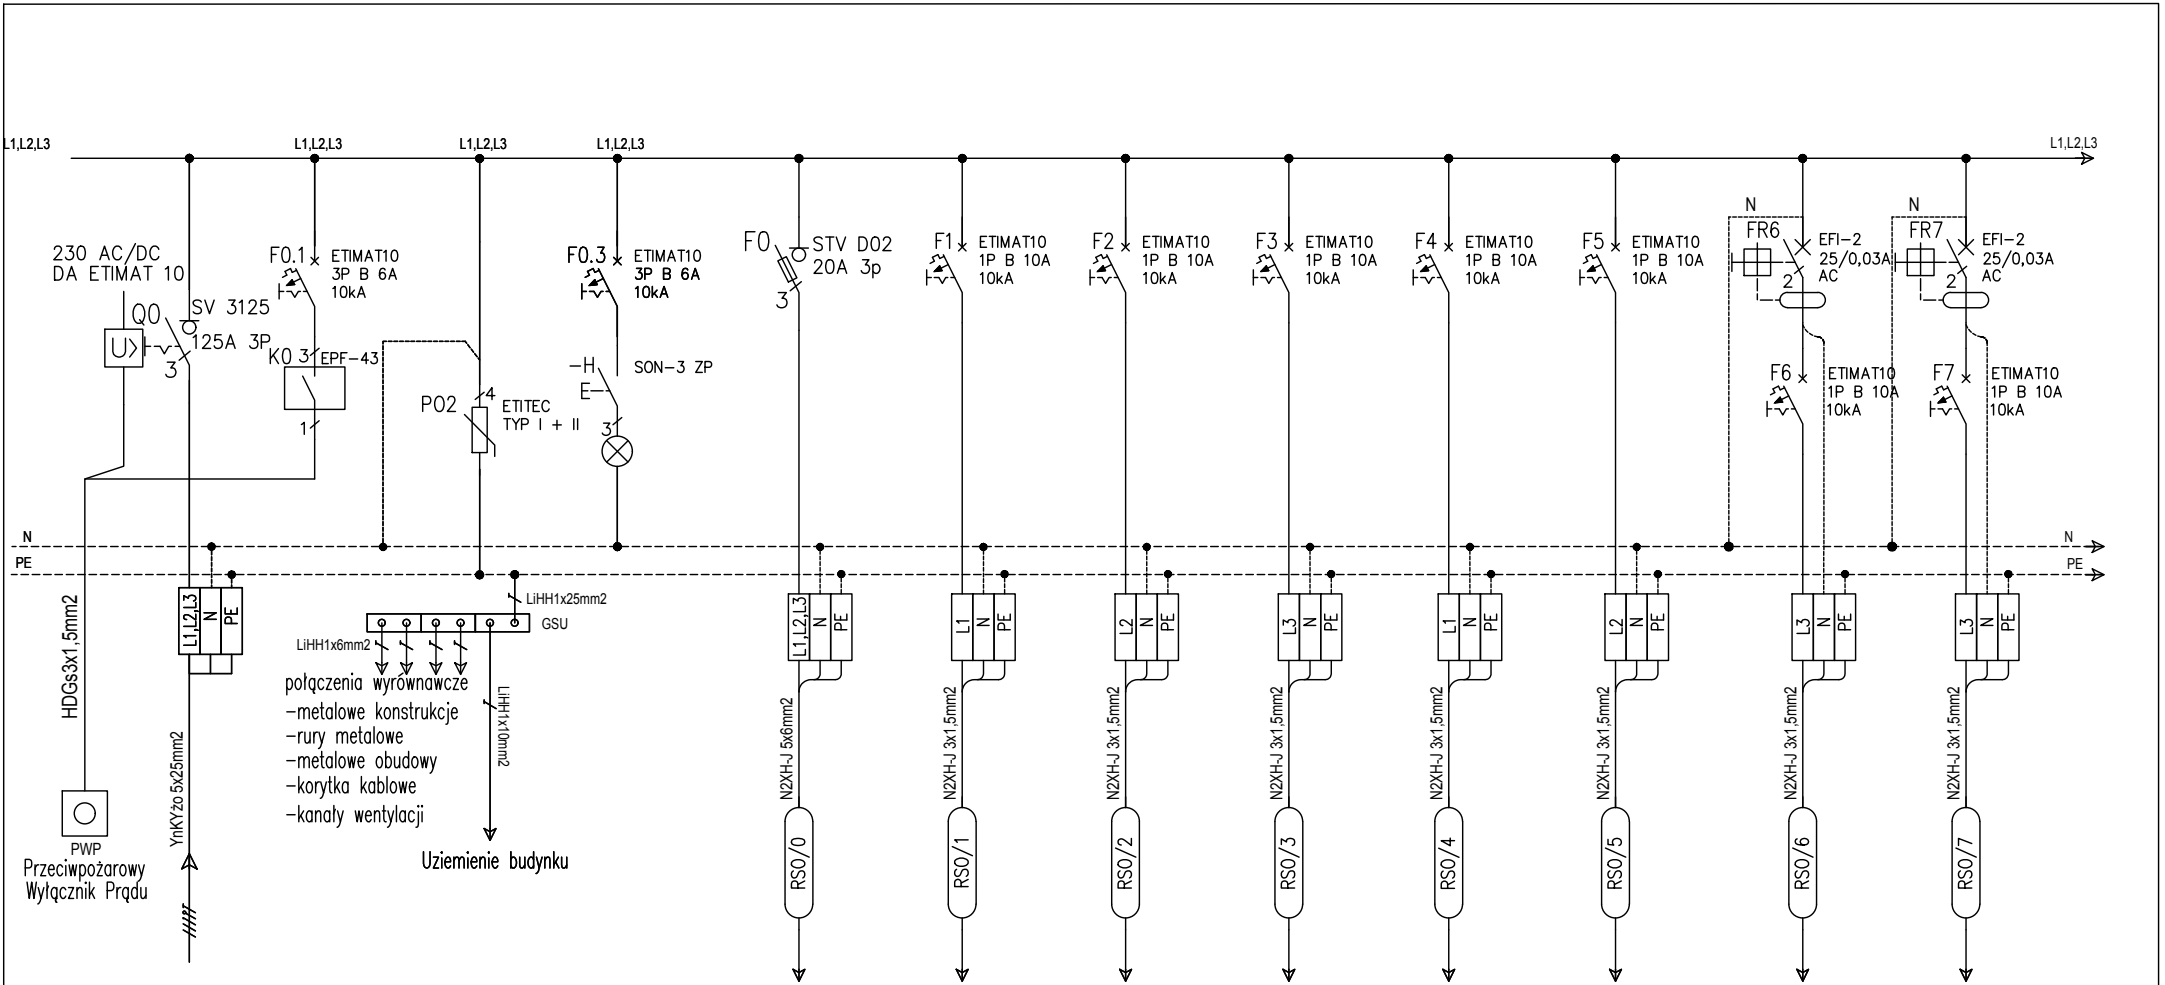 L1,L2,L3
L1,L2,L3
L1,L2,L3
L1,L2,L3
L1,L2,L3
230 AC/DC
DA ETIMAT 10
U>
Q0
SV 3125
125A 3P
3
F0.1
ETIMAT10
3P B 6A
10kA
K0
3
EPF-43
1
P02
4
ETITEC
TYP I + II
F0.3
ETIMAT10
3P B 6A
10kA
-H
E
SON-3 ZP
3
F0
STV D02
20A 3p
3
F1
ETIMAT10
1P B 10A
10kA
F2
ETIMAT10
1P B 10A
10kA
F3
ETIMAT10
1P B 10A
10kA
F4
ETIMAT10
1P B 10A
10kA
F5
ETIMAT10
1P B 10A
10kA
N
FR6
EFI-2
25/0,03A
AC
2
F6
ETIMAT10
1P B 10A
10kA
N
FR7
EFI-2
25/0,03A
AC
2
F7
ETIMAT10
1P B 10A
10kA
N
N
PE
PE
HDGs3x1,5mm2
PWP
Przeciwpożarowy
Wyłącznik Prądu
L1,L2,L3
N
PE
YnKYżo 5x25mm2
LiHH1x25mm2
GSU
LiHH1x6mm2
połączenia wyrównawcze
-metalowe konstrukcje
-rury metalowe
-metalowe obudowy
-korytka kablowe
-kanały wentylacji
LiHH1x10mm2
Uziemienie budynku
L1,L2,L3
N
PE
N2XH-J 5x6mm2
RSO/0
L1
N
PE
N2XH-J 3x1,5mm2
RSO/1
L2
N
PE
N2XH-J 3x1,5mm2
RSO/2
L3
N
PE
N2XH-J 3x1,5mm2
RSO/3
L1
N
PE
N2XH-J 3x1,5mm2
RSO/4
L2
N
PE
N2XH-J 3x1,5mm2
RSO/5
L3
N
PE
N2XH-J 3x1,5mm2
RSO/6
L3
N
PE
N2XH-J 3x1,5mm2
RSO/7